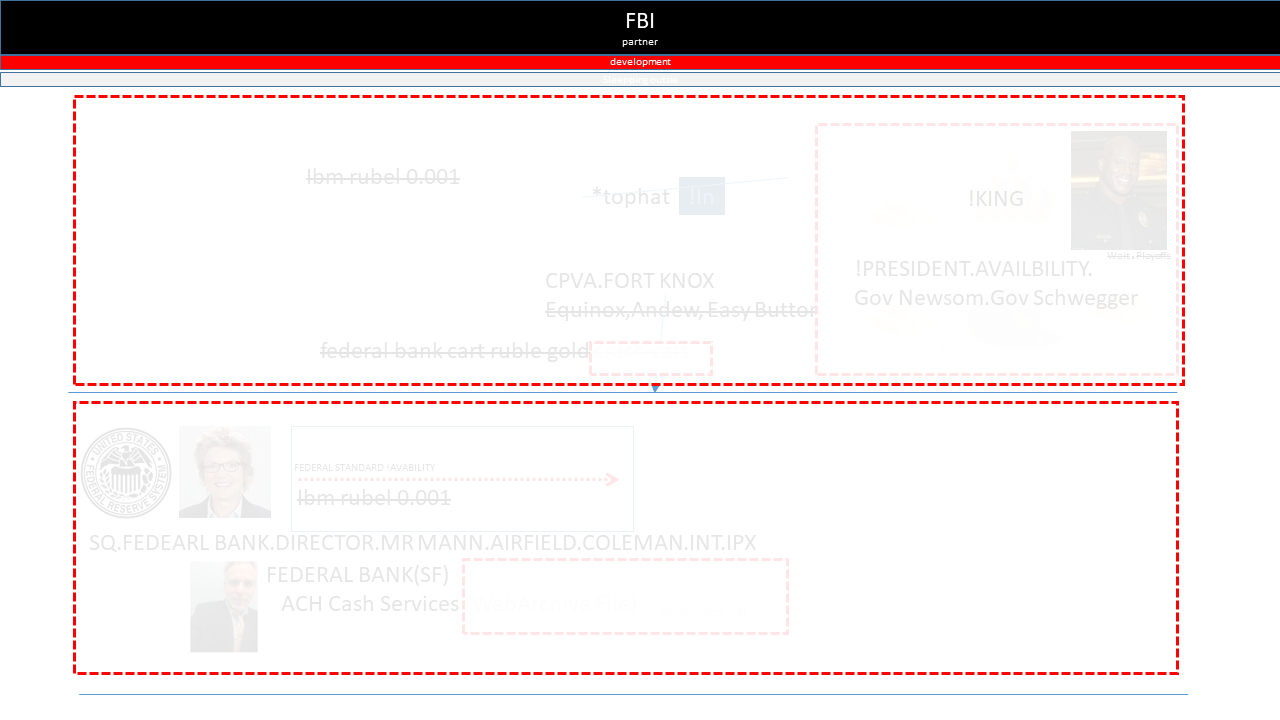 FBI
partner
development
Ibm rubel 0.001
*tophat
!In
!KING
Wait . Playoffs
!PRESIDENT.AVAILBILITY.
Gov Newsom.Gov Schwegger
CPVA.FORT KNOX
Equinox,Andew, Easy Button
federal bank cart ruble gold
UNITED STATES
FEDERAL RESERVE SYSTEM
FEDERAL STANDARD !AVABILITY
Ibm rubel 0.001
SQ.FEDEARL BANK.DIRECTOR.MR MANN.AIRFIELD.COLEMAN.INT.IPX
FEDERAL BANK(SF)
ACH Cash Services